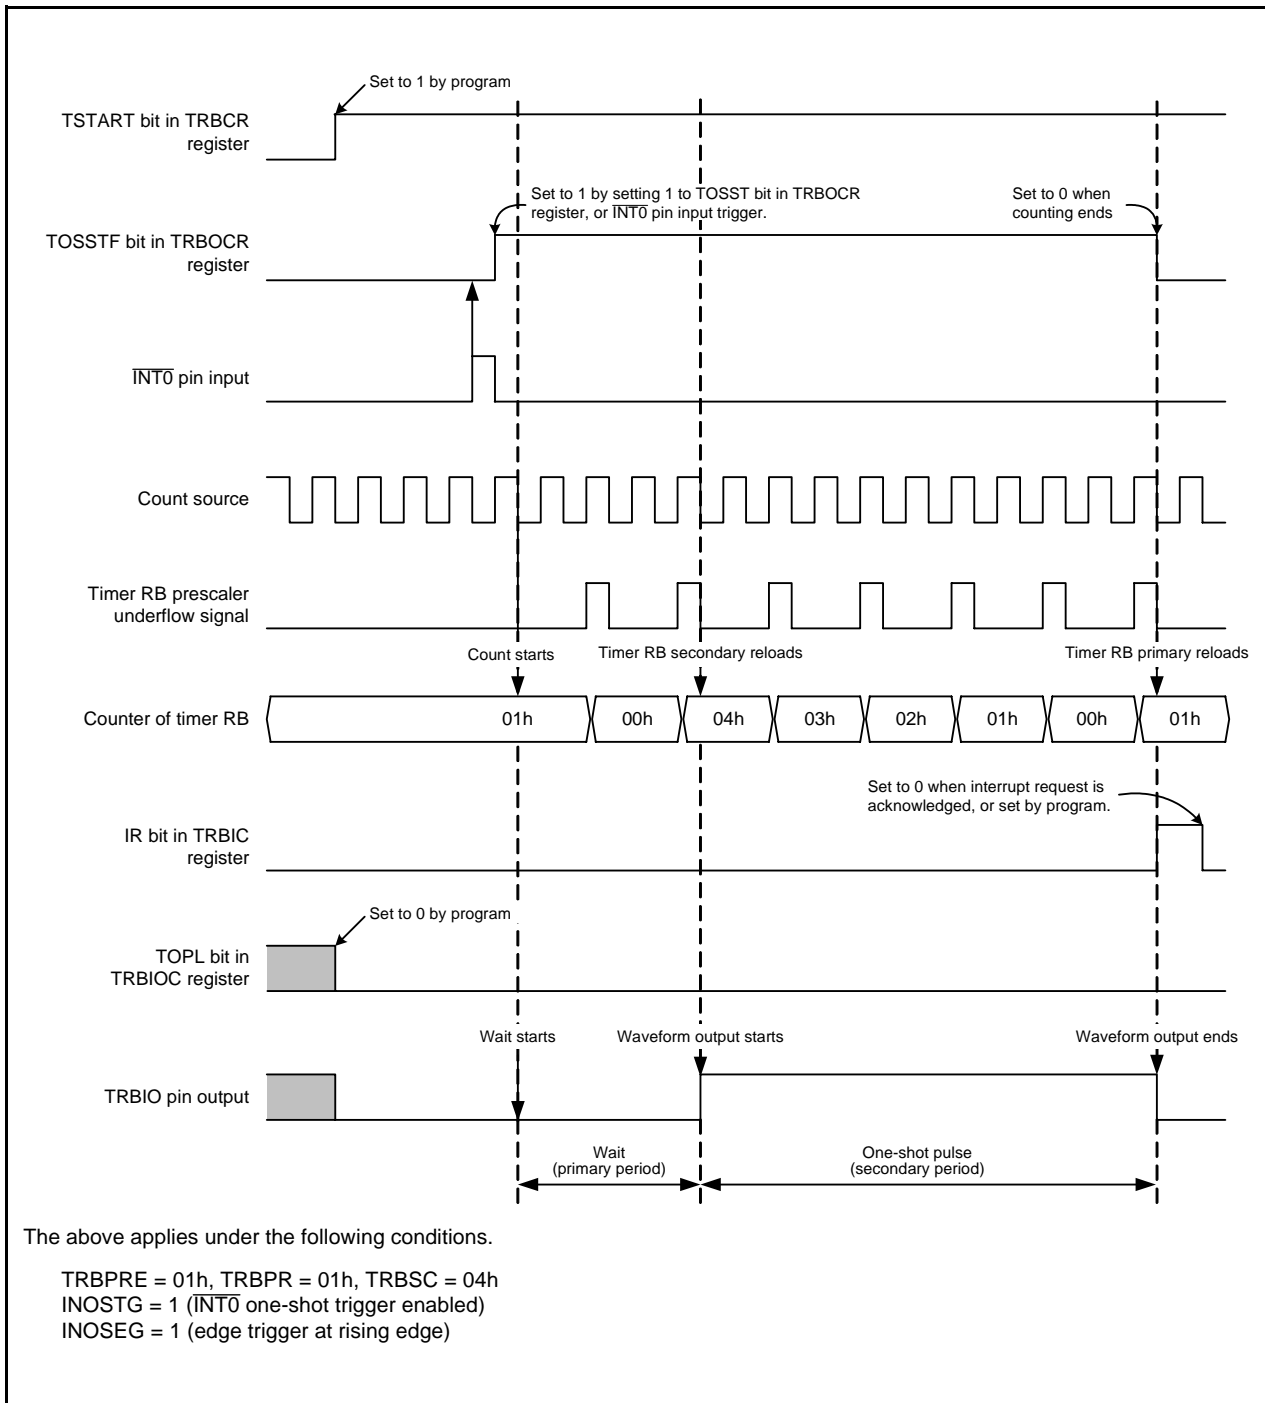 Set to 1 by program
TSTART bit in TRBCR
register
Set to 1 by setting 1 to TOSST bit in TRBOCR
register, or INT0 pin input trigger.
Set to 0 when
counting ends
TOSSTF bit in TRBOCR
register
INT0 pin input
Count source
Timer RB prescaler
underflow signal
Count starts
Timer RB secondary reloads
Timer RB primary reloads
Counter of timer RB
01h
00h
04h
03h
02h
01h
00h
01h
Set to 0 when interrupt request is
acknowledged, or set by program.
IR bit in TRBIC
register
Set to 0 by program
TOPL bit in
TRBIOC register
Wait starts
Waveform output starts
Waveform output ends
TRBIO pin output
Wait
(primary period)
One-shot pulse
(secondary period)
The above applies under the following conditions.
TRBPRE = 01h, TRBPR = 01h, TRBSC = 04h
INOSTG = 1 (INT0 one-shot trigger enabled)
INOSEG = 1 (edge trigger at rising edge)